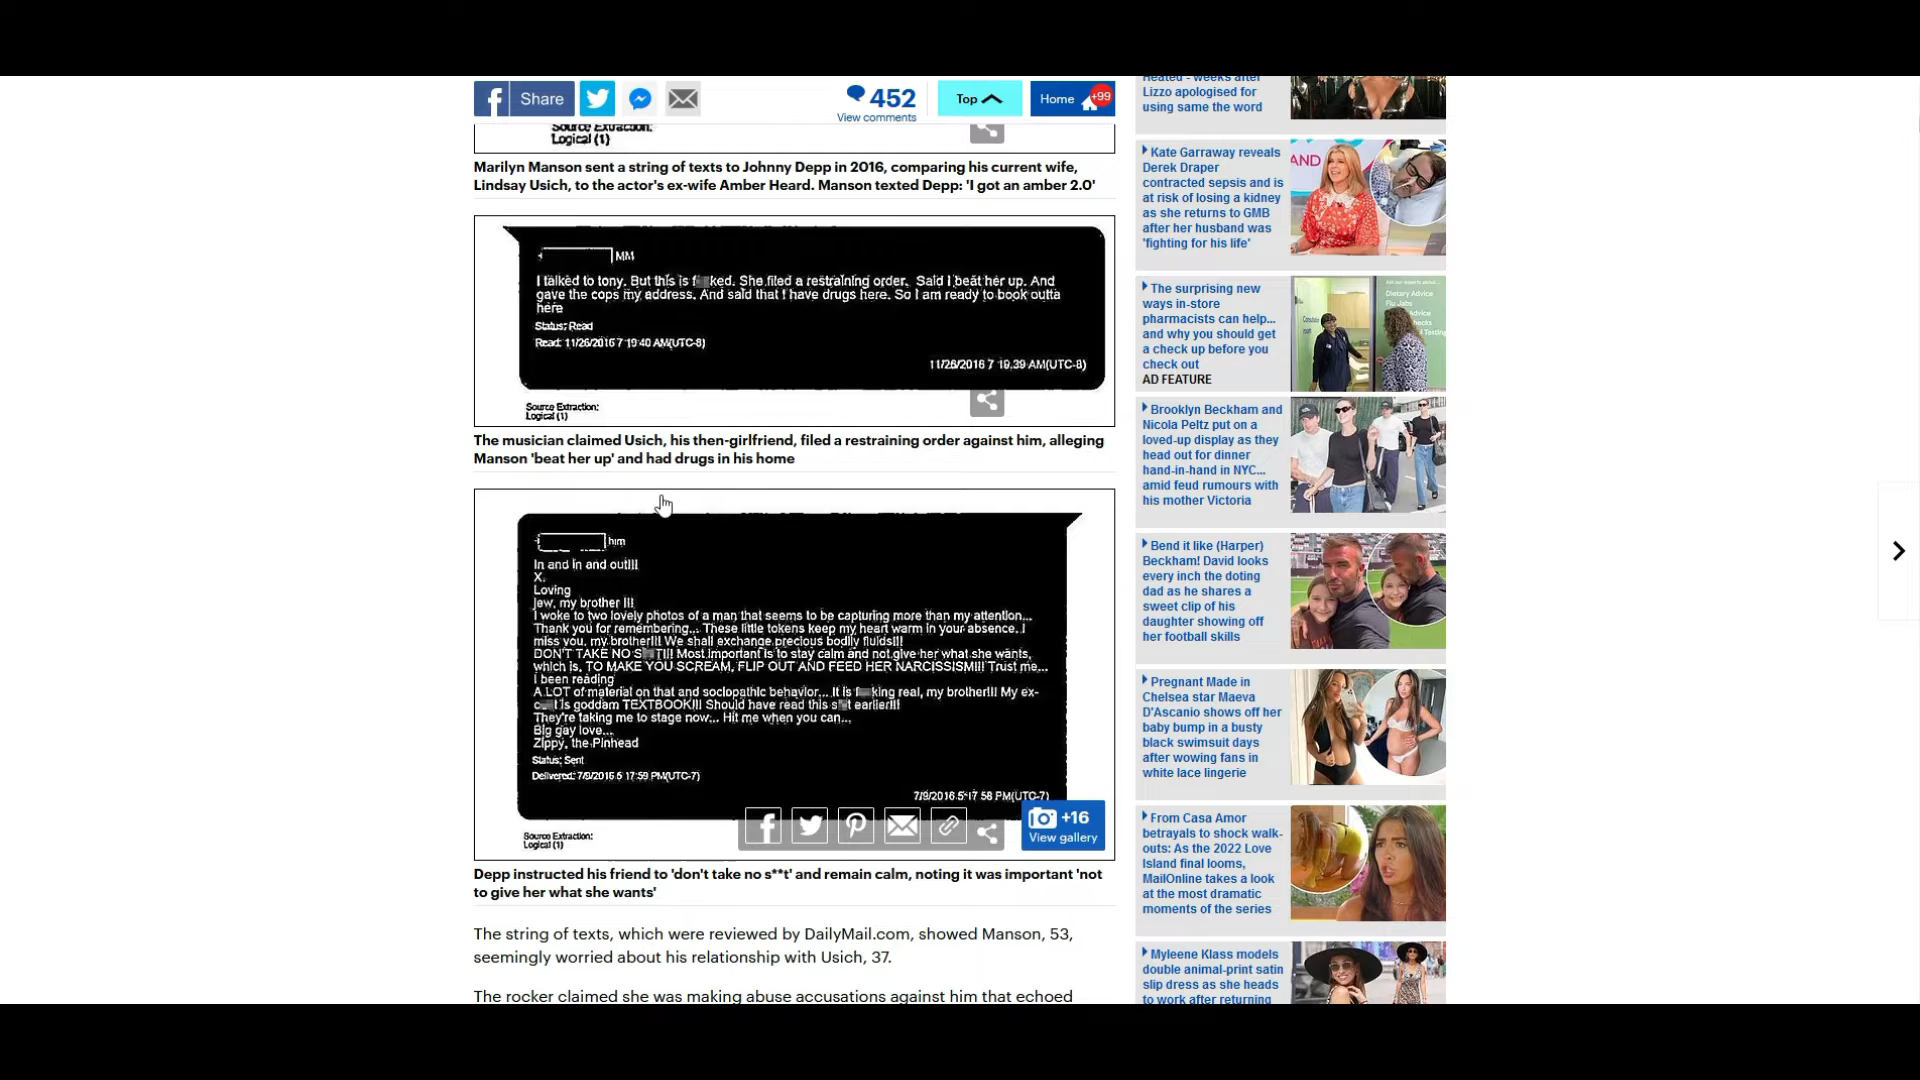 Share
452
View comments
Top
Home
+99
Source Extraction:
Logical (1)
Marilyn Manson sent a string of texts to Johnny Depp in 2016, comparing his current wife,
Lindsay Usich, to the actor's ex-wife Amber Heard. Manson texted Depp: 'I got an amber 2.0'
MM
I talked to tony. But this is f ked. She filed a restraining order. Said I beat her up. And
gave the cops my address. And said that I have drugs here. So I am ready to book outta
here
Status: Read
Read: 11/26/2016 7 19:40 AM(UTC-8)
11/26/2016 7 19.39 AM(UTC-8)
Source Extraction:
Logical (1)
The musician claimed Usich, his then-girlfriend, filed a restraining order against him, alleging
Manson 'beat her up' and had drugs in his home
him
In and in and out!!!
X.
Loving
Jew, my brother !!!
I woke to two lovely photos of a man that seems to be capturing more than my attention...
Thank you for remembering... These little tokens keep my heart warm in your absence. I
miss you, my brother!!! We shall exchange precious bodily fluids!!!
DON'T TAKE NO S T!!! Most important is to stay calm and not give her what she wants,
which is, TO MAKE YOU SCREAM, FLIP OUT AND FEED HER NARCISSISM!!! Trust me...
I been reading
A LOT of material on that and sociopathic behavior... It is f king real, my brother!!! My ex-
c t is goddam TEXTBOOK!!! Should have read this s t earlier!!!
They're taking me to stage now... Hit me when you can...
Big gay love...
Zippy, the Pinhead
Status: Sent
Delivered: 7/9/2016 5 17:59 PM(UTC-7)
7/9/2016 5:17 58 PM(UTC-7)
+16
View gallery
Source Extraction:
Logical (1)
Depp instructed his friend to 'don't take no s**t' and remain calm, noting it was important 'not
to give her what she wants'
The string of texts, which were reviewed by DailyMail.com, showed Manson, 53,
seemingly worried about his relationship with Usich, 37.
The rocker claimed she was making abuse accusations against him that echoed
Heated - weeks after
Lizzo apologised for
using same the word
Kate Garraway reveals
Derek Draper
contracted sepsis and is
at risk of losing a kidney
as she returns to GMB
after her husband was
'fighting for his life'
AND
The surprising new
ways in-store
pharmacists can help...
and why you should get
a check up before you
check out
AD FEATURE
Dietary Advice
Flu Jabs
Brooklyn Beckham and
Nicola Peltz put on a
loved-up display as they
head out for dinner
hand-in-hand in NYC...
amid feud rumours with
his mother Victoria
Bend it like (Harper)
Beckham! David looks
every inch the doting
dad as he shares a
sweet clip of his
daughter showing off
her football skills
Pregnant Made in
Chelsea star Maeva
D'Ascanio shows off her
baby bump in a busty
black swimsuit days
after wowing fans in
white lace lingerie
From Casa Amor
betrayals to shock walk-
outs: As the 2022 Love
Island final looms,
MailOnline takes a look
at the most dramatic
moments of the series
Myleene Klass models
double animal-print satin
slip dress as she heads
to work after returning